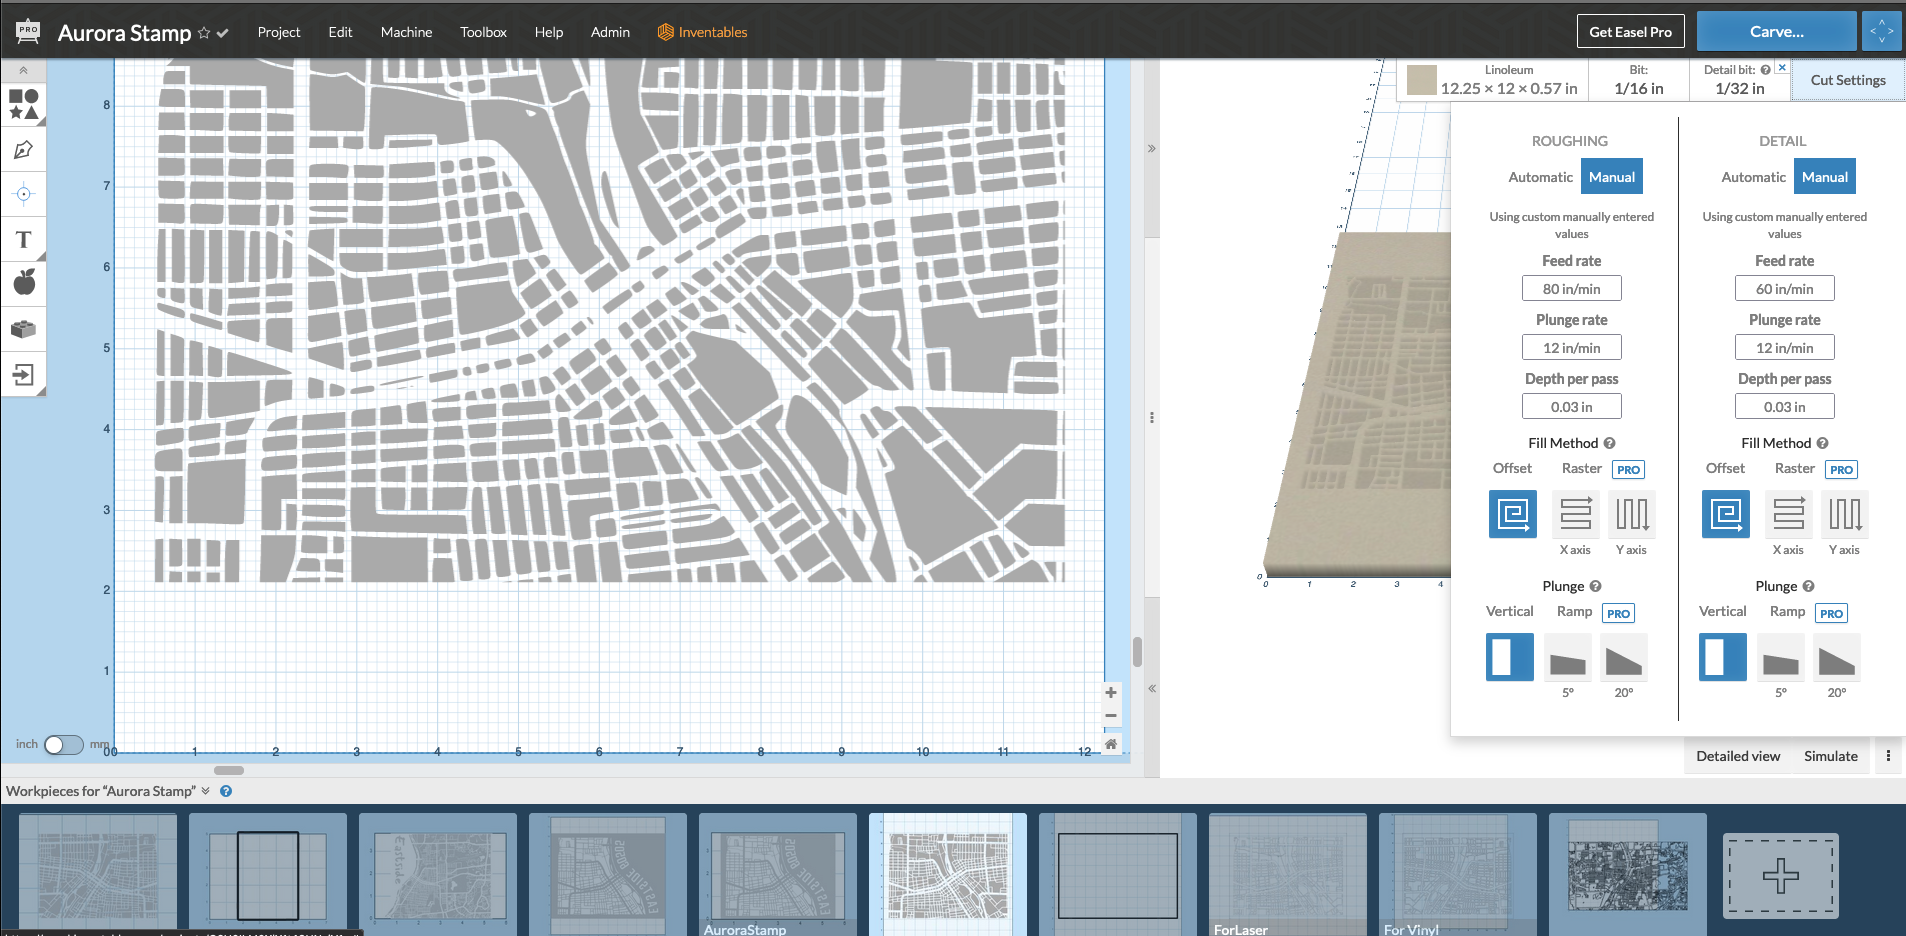 PRO
Aurora Stamp
Project Edit Machine Toolbox Help Admin Inventables
Get Easel Pro
Carve...
Linoleum
12.25 × 12 × 0.57 in
Bit:
1/16 in
Detail bit:
1/32 in
Cut Settings
ROUGHING
Automatic Manual
Using custom manually entered
values
Feed rate
80 in/min
Plunge rate
12 in/min
Depth per pass
0.03 in
Fill Method
Offset Raster PRO
X axis Y axis
Plunge
Vertical Ramp PRO
5° 20°
DETAIL
Automatic Manual
Using custom manually entered
values
Feed rate
60 in/min
Plunge rate
12 in/min
Depth per pass
0.03 in
Fill Method
Offset Raster PRO
X axis Y axis
Plunge
Vertical Ramp PRO
5° 20°
T
8
7
6
5
4
3
2
1
inch mm
0 0 1 2 3 4 5 6 7 8 9 10 11 12
0
0 1 2 3 4
Detailed view Simulate
Workpieces for “Aurora Stamp”
Eastside
EASTSIDE
EASTSIDE
AuroraStamp
ForLaser
For Vinyl